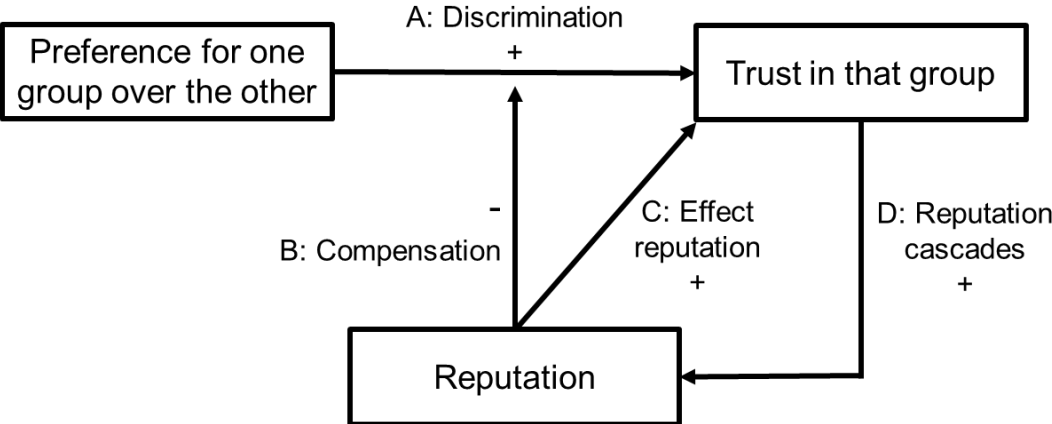 A: Discrimination
+
Preference for one
group over the other
Trust in that group
-
B: Compensation
C: Effect
reputation
+
D: Reputation
cascades
+
Reputation